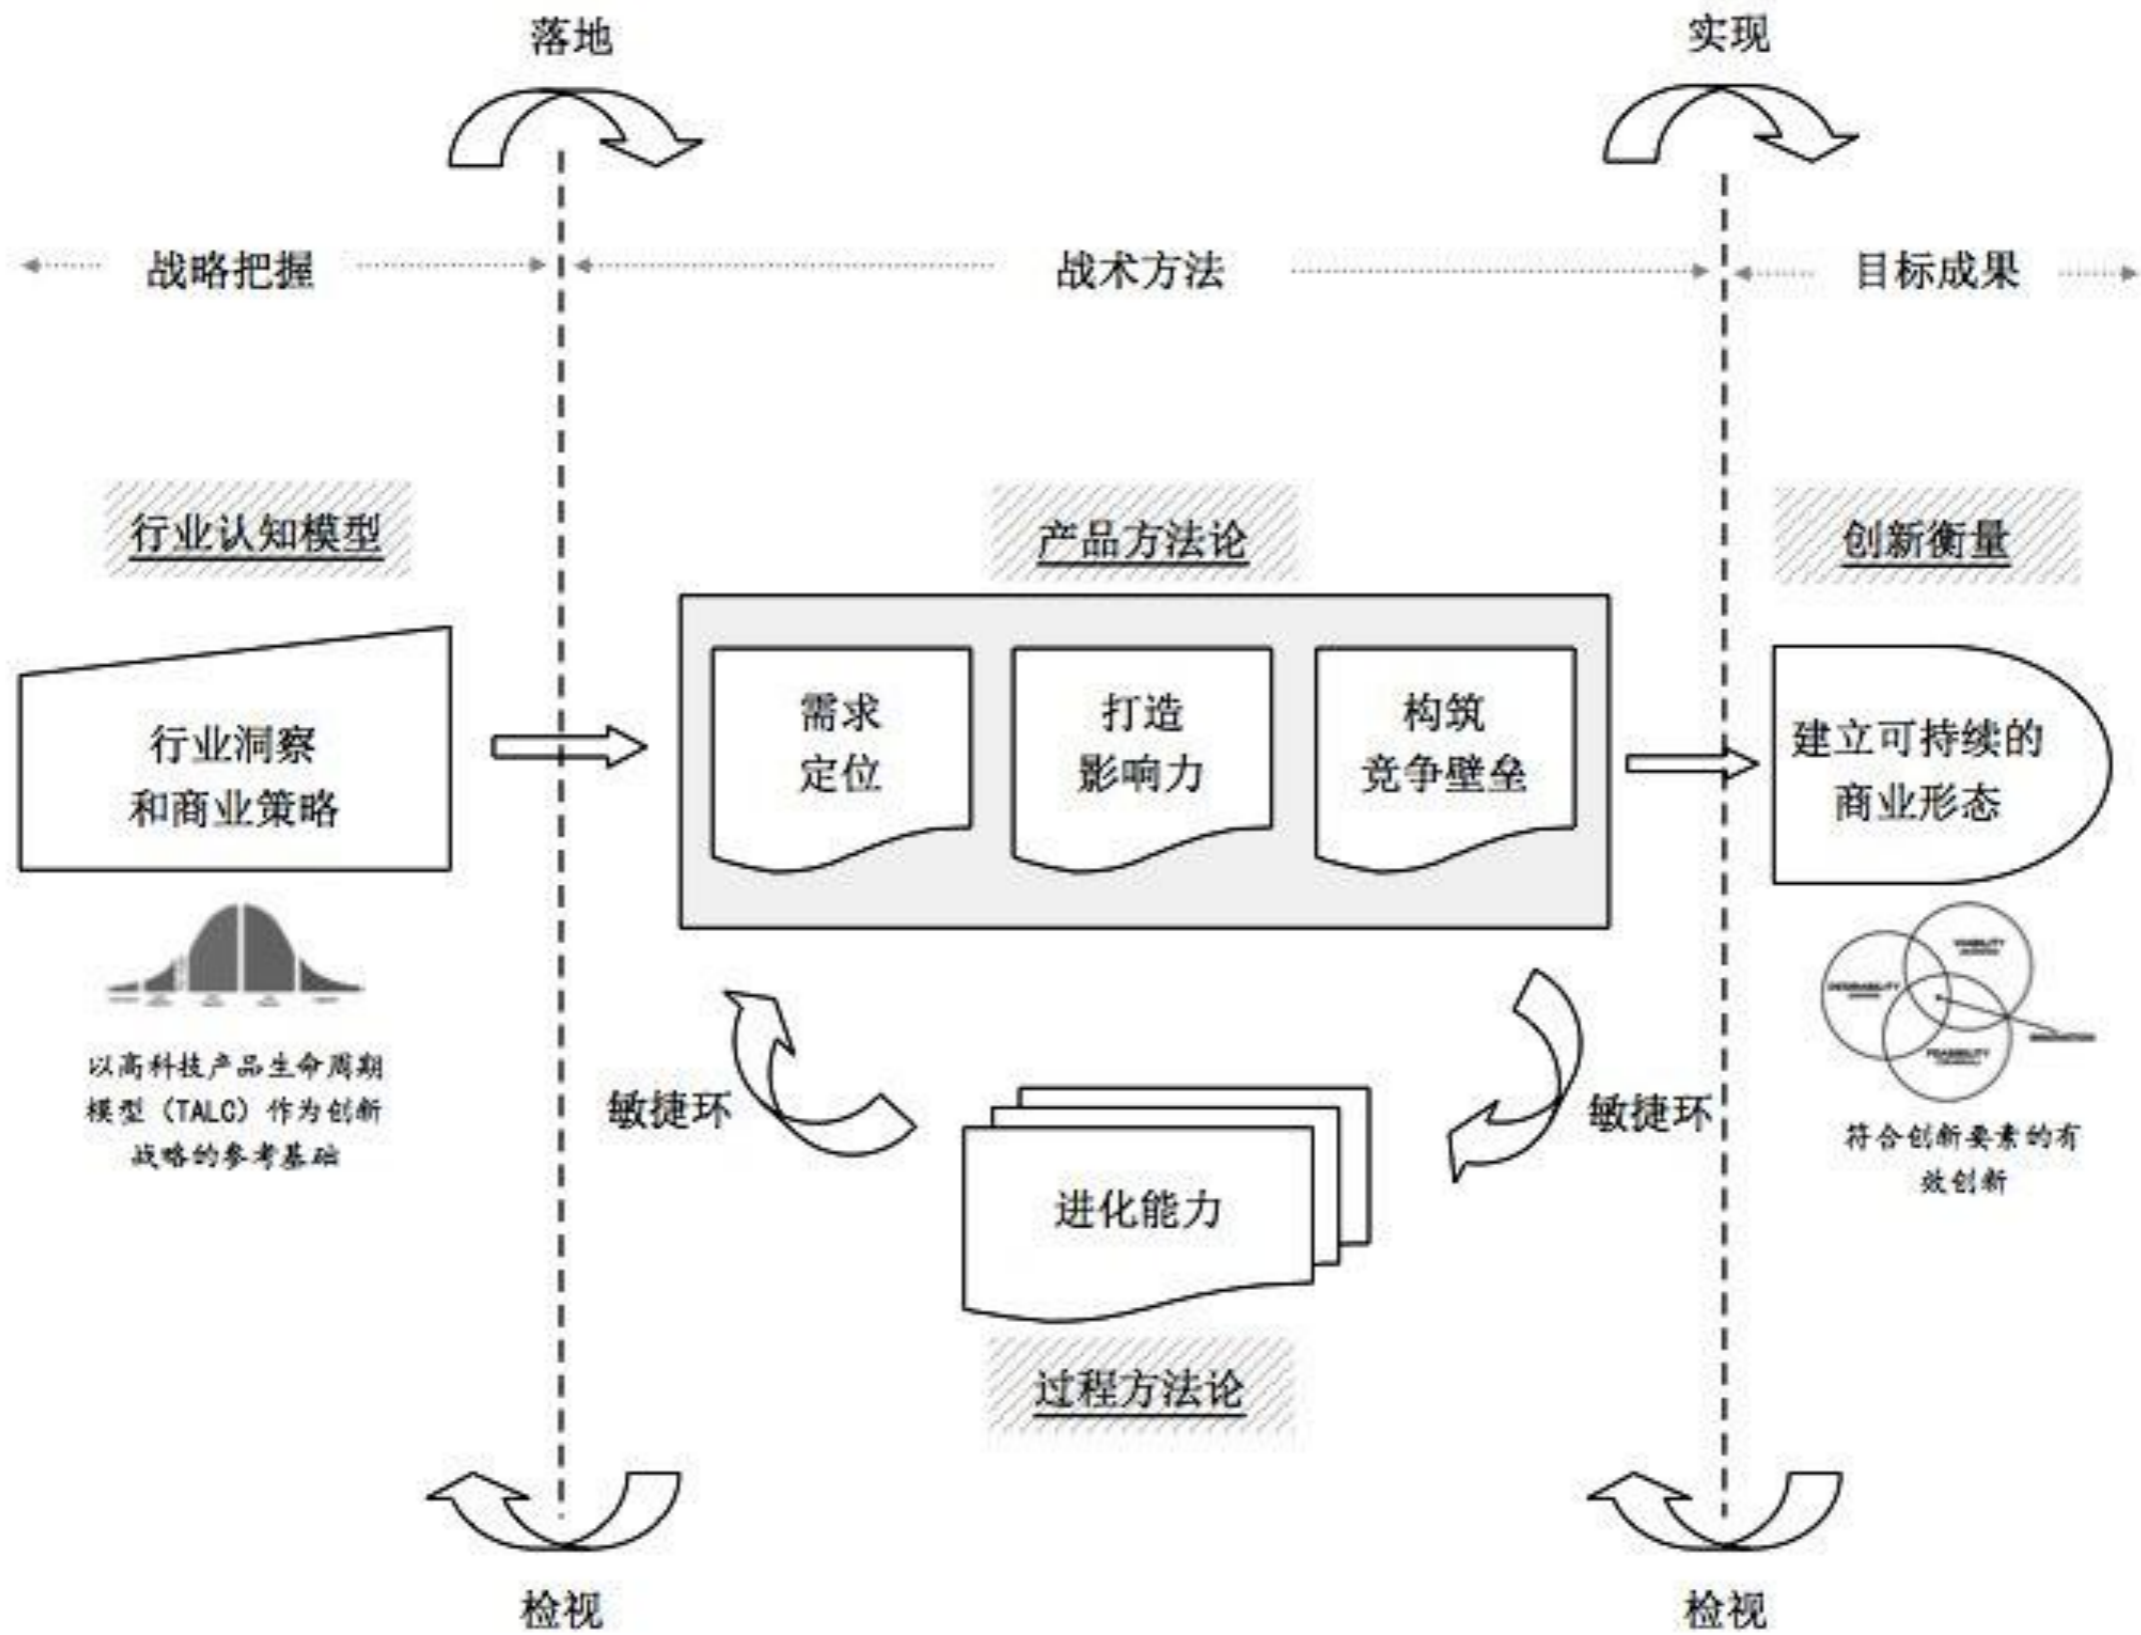 落地
实现
战略把握
战术方法
目标成果
行业认知模型
产品方法论
创新衡量
行业洞察
和商业策略
需求
定位
打造
影响力
构筑
竞争壁垒
建立可持续的
商业形态
以高科技产品生命周期
模型（TALC）作为创新
战略的参考基础
敏捷环
敏捷环
进化能力
过程方法论
VIABILITY
DESIRABILITY
FEASIBILITY
INNOVATION
符合创新要素的有
效创新
检视
检视